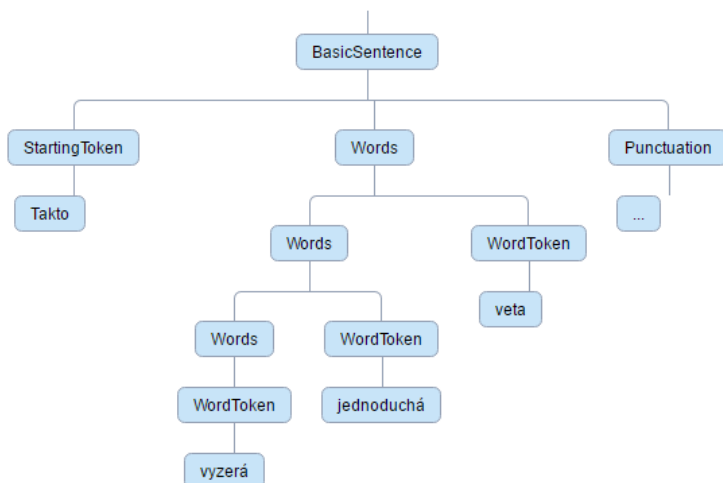 BasicSentence
StartingToken
Words
Punctuation
Takto
...
Words
WordToken
veta
Words
WordToken
WordToken
jednoduchá
vyzerá